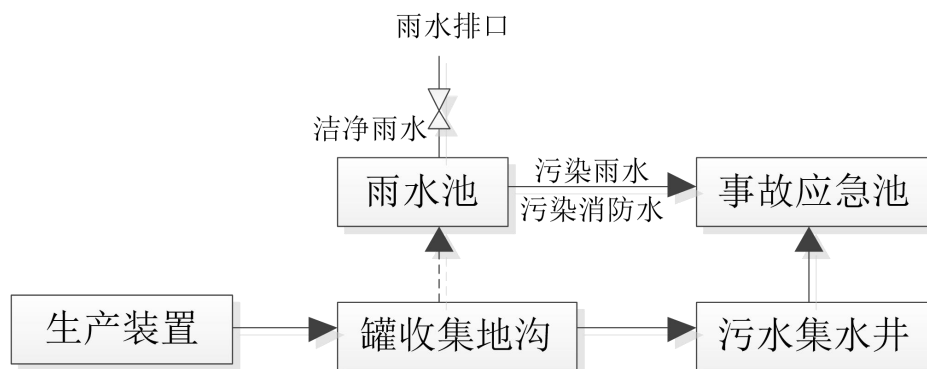 雨水排口
洁净雨水
雨水池
污染雨水
污染消防水
事故应急池
生产装置
罐收集地沟
污水集水井